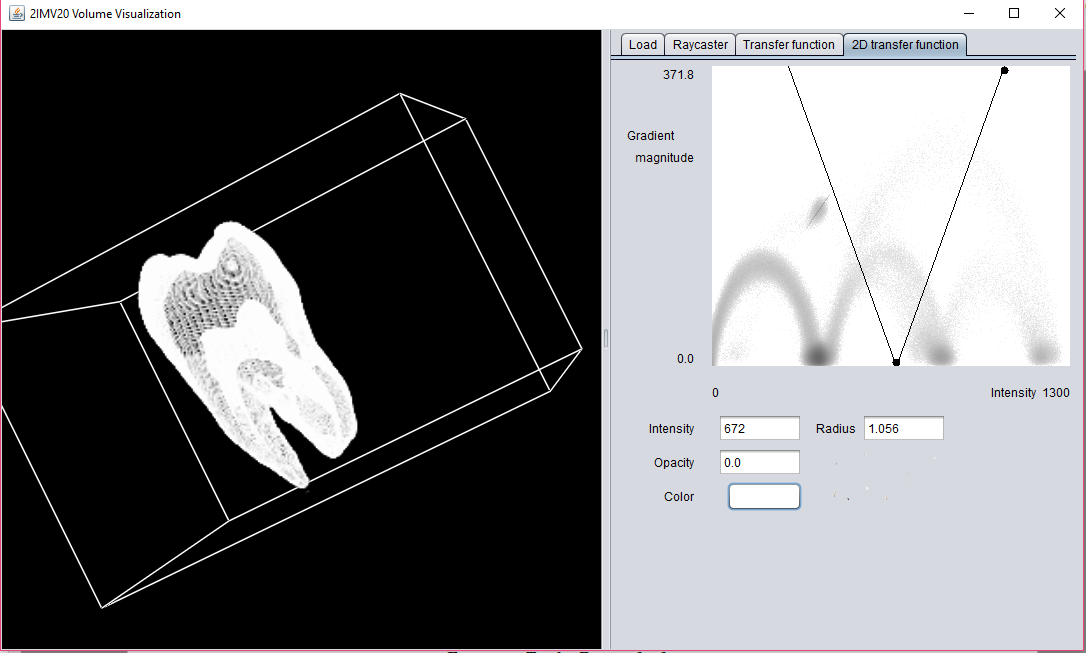 2IMV20 Volume Visualization
Load Raycaster Transfer function 2D transfer function
371.8
Gradient
magnitude
0.0
0 Intensity 1300
Intensity 672 Radius 1.056
Opacity 0.0
Color